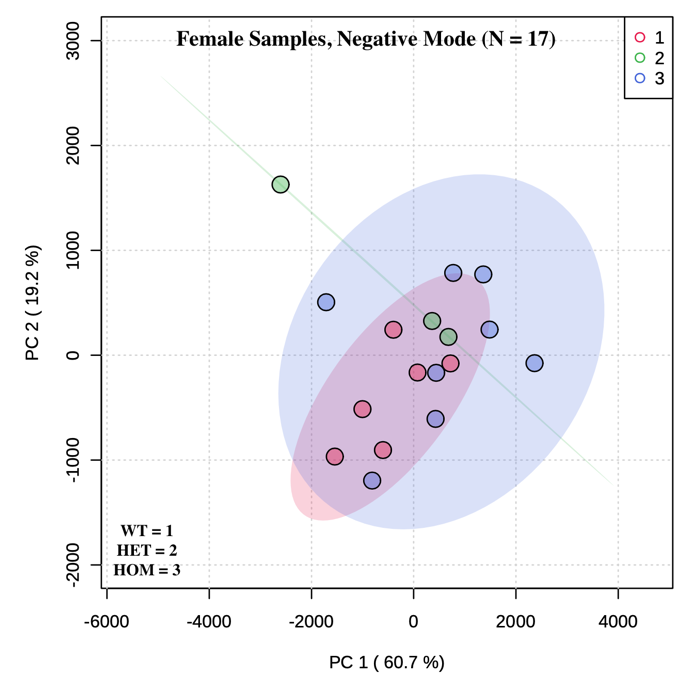 Female Samples, Negative Mode (N = 17)
1
2
3
3000
2000
1000
0
-1000
-2000
PC 2 ( 19.2 %)
WT = 1
HET = 2
HOM = 3
-6000 -4000 -2000 0 2000 4000
PC 1 ( 60.7 %)